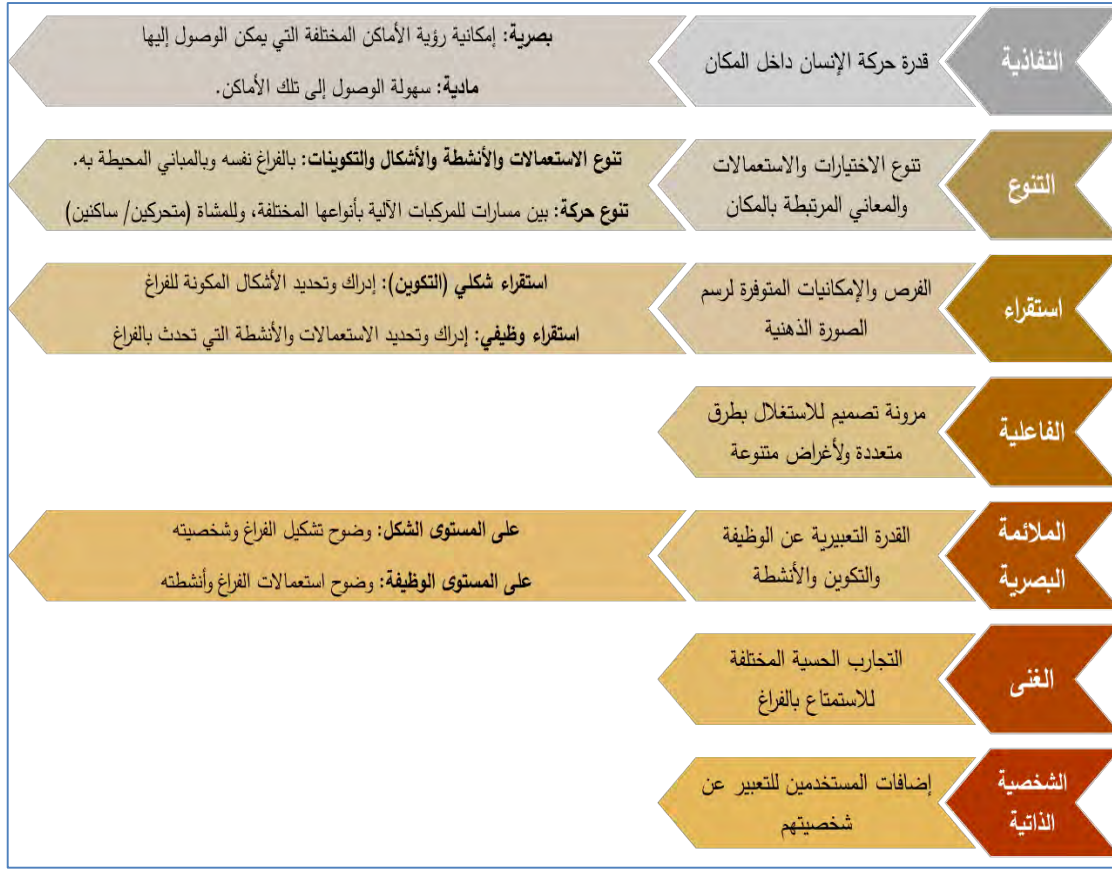 النفاذية
قدرة حركة الإنسان داخل المكان
بصرية: إمكانية رؤية الأماكن المختلفة التي يمكن الوصول إليها
مادية: سهولة الوصول إلى تلك الأماكن.
التنوع
تنوع الاختيارات والاستعمالات
والمعاني المرتبطة بالمكان
تنوع الاستعمالات والأنشطة والأشكال والتكوينات: بالفراغ نفسه وبالمباني المحيطة به.
تنوع حركة: بين مسارات للمركبات الآلية بأنواعها المختلفة، وللمشاة (متحركين/ ساكنين)
استقراء
الفرص والإمكانيات المتوفرة لرسم
الصورة الذهنية
استقراء شكلي (التكوين): إدراك وتحديد الأشكال المكونة للفراغ
استقراء وظيفي: إدراك وتحديد الاستعمالات والأنشطة التي تحدث بالفراغ
الفاعلية
مرونة تصميم للاستغلال بطرق
متعددة ولأغراض متنوعة
الملائمة
البصرية
القدرة التعبيرية عن الوظيفة
والتكوين والأنشطة
على المستوى الشكل: وضوح تشكيل الفراغ وشخصيته
على المستوى الوظيفة: وضوح استعمالات الفراغ وأنشطته
الغنى
التجارب الحسية المختلفة
للاستمتاع بالفراغ
الشخصية
الذاتية
إضافات المستخدمين للتعبير عن
شخصيتهم